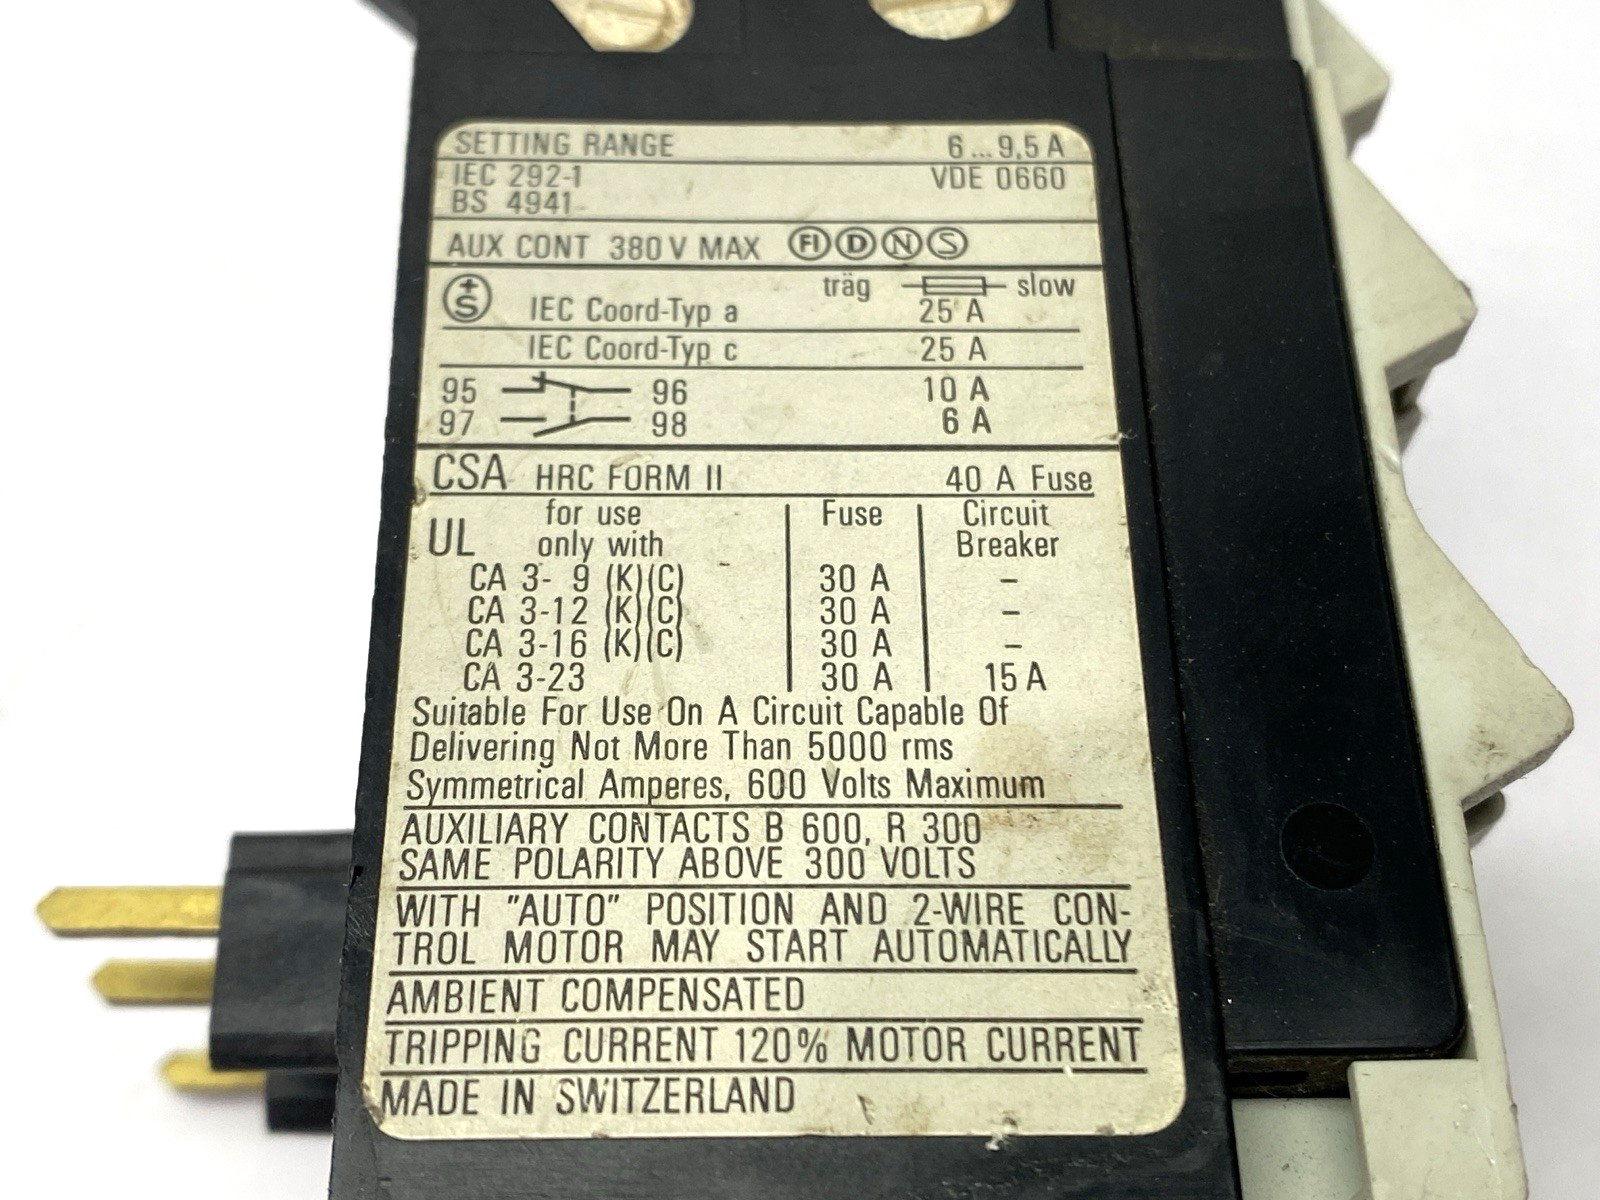 SETTING RANGE 6...9,5 A
IEC 292-1 VDE 0660
BS 4941
AUX CONT 380 V MAX FI D N S
träg slow
+S IEC Coord-Typ a 25 A
IEC Coord-Typ c 25 A
95 96 10 A
97 98 6 A
CSA HRC FORM II 40 A Fuse
for use Fuse Circuit
UL only with Breaker
CA 3- 9 (K)(C) 30 A –
CA 3-12 (K)(C) 30 A –
CA 3-16 (K)(C) 30 A –
CA 3-23 30 A 15 A
Suitable For Use On A Circuit Capable Of
Delivering Not More Than 5000 rms
Symmetrical Amperes, 600 Volts Maximum
AUXILIARY CONTACTS B 600, R 300
SAME POLARITY ABOVE 300 VOLTS
WITH "AUTO" POSITION AND 2-WIRE CON-
TROL MOTOR MAY START AUTOMATICALLY
AMBIENT COMPENSATED
TRIPPING CURRENT 120% MOTOR CURRENT
MADE IN SWITZERLAND